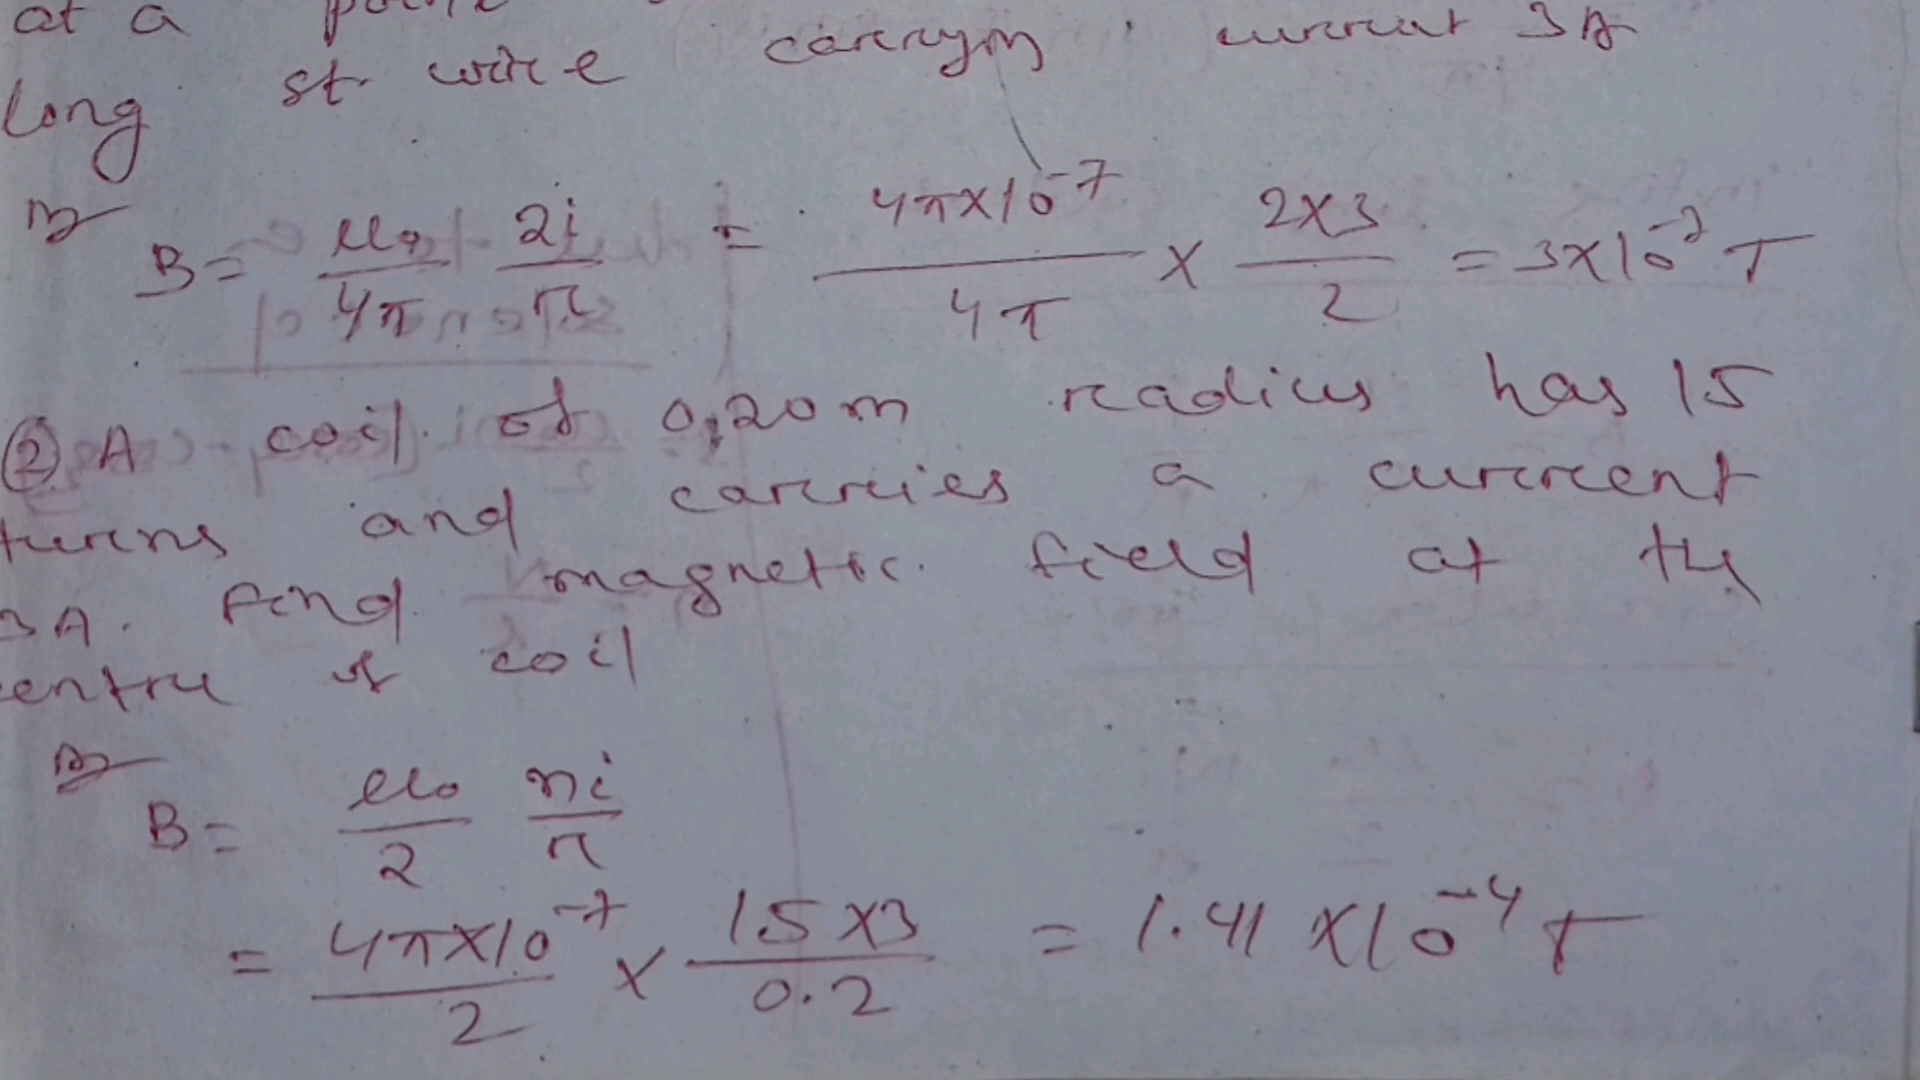 at a point
long st. wire carrying current 3A
B = μ₀/4π 2i/r = 4π×10⁻⁷/4π × 2×3/2 = 3×10⁻⁷ T
② A coil of 0.20m radius has 15
turns and carries a current
3A. Find magnetic field at the
centre of coil
B = μ₀/2 ni/r
= 4π×10⁻⁷/2 × 15×3/0.2 = 1.41 ×10⁻⁴ T